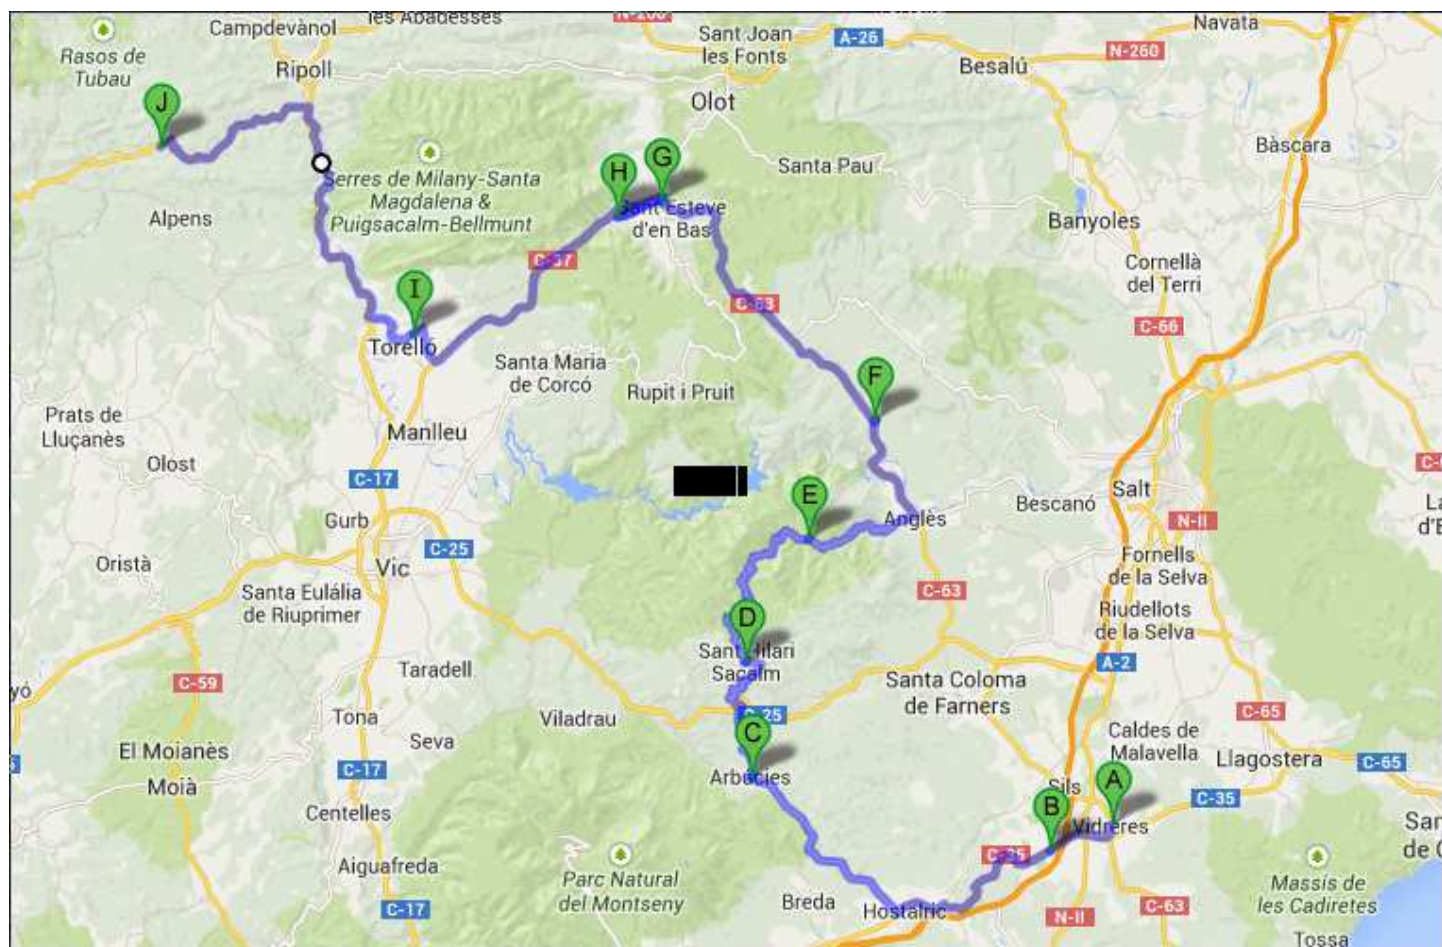 les Abadesses
N-260
Navata
Campdevànol
Sant Joan
les Fonts
A-26
N-260
Rasos de
Tubau
Ripoll
Besalú
J
Olot
Bàscara
Serres de Milany-Santa
Magdalena &
Puigsacalm-Bellmunt
H
G
Santa Pau
Alpens
Sant Esteve
d'en Bas
Banyoles
C-37
Cornellà
del Terri
I
C-63
C-66
Torelló
Santa Maria
de Corcó
Rupit i Pruit
F
Prats de
Lluçanès
Manlleu
Olost
C-17
E
Salt
Bescanó
Gurb
Anglès
N-II
C-25
Oristà
Vic
Fornells
de la Selva
Santa Eulália
de Riuprimer
C-63
D
Riudellots
de la Selva
Sant Hilari
Sacalm
A-2
Taradell
C-59
Santa Coloma
de Farners
Tona
Viladrau
C-25
C-65
Seva
C
Caldes de
Malavella
El Moianès
Moià
C-17
Arbúcies
Llagostera
C-65
Sils
A
C-35
Centelles
B
Vidreres
Aiguafreda
C-35
Parc Natural
del Montseny
Massís de
les Cadiretes
Breda
Hostalric
C-17
N-II
C-63
Tossa